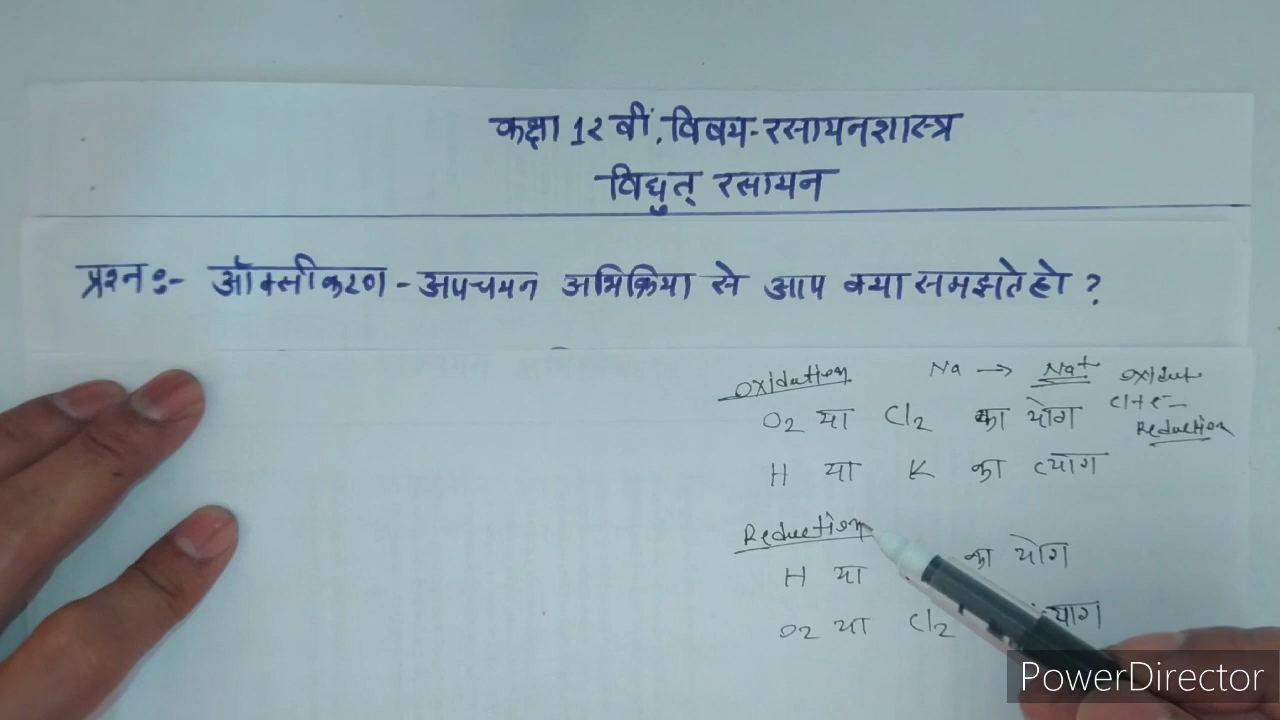 कक्षा 12 वीं. विषय- रसायनशास्त्र
विद्युत् रसायन
प्रश्न :- ऑक्सीकरण - अपचयन अभिक्रिया से आप क्या समझते हो ?
Oxidation Na → Na+ oxidat
O2 या Cl2 का योग Cl+e-
Reduction
H या K का त्याग
Reduction
H या का योग
O2 या Cl2 त्याग
PowerDirector